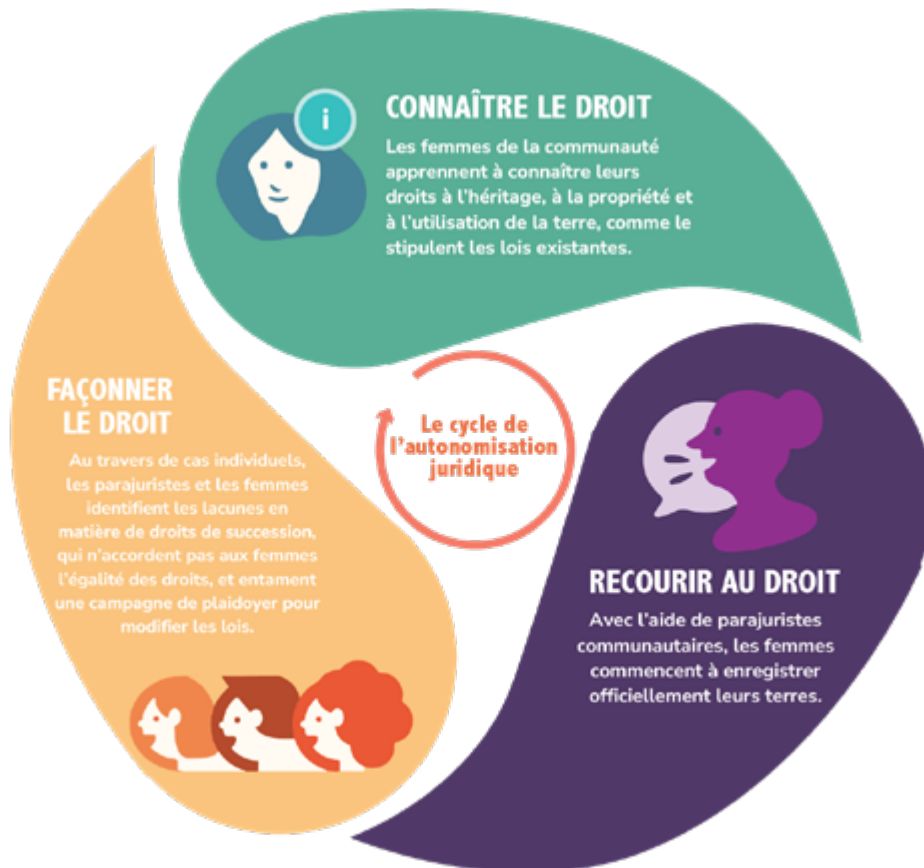 i
CONNAÎTRE LE DROIT
Les femmes de la communauté
apprennent à connaître leurs
droits à l'héritage, à la propriété et
à l'utilisation de la terre, comme le
stipulent les lois existantes.
Le cycle de
l'autonomisation
juridique
RECOURIR AU DROIT
Avec l'aide de parajuristes
communautaires, les femmes
commencent à enregistrer
officiellement leurs terres.
FAÇONNER
LE DROIT
Au travers de cas individuels,
les parajuristes et les femmes
identifient les lacunes en
matière de droits de succession,
qui n'accordent pas aux femmes
l'égalité des droits, et entament
une campagne de plaidoyer pour
modifier les lois.